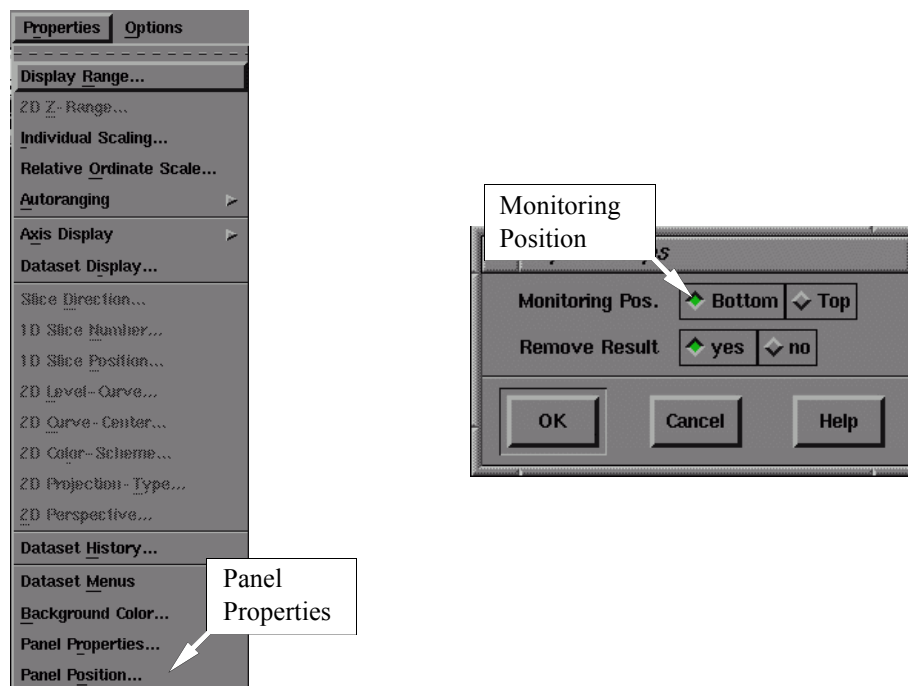 Properties Options
Display Range...
2D Z-Range...
Individual Scaling...
Relative Ordinate Scale...
Autoranging
Axis Display
Dataset Display...
Slice Direction...
1D Slice Number...
1D Slice Position...
2D Level-Curve...
2D Curve-Center...
2D Color-Scheme...
2D Projection-Type...
2D Perspective...
Dataset History...
Dataset Menus
Background Color...
Panel Properties...
Panel Position...
Panel
Properties
Monitoring
Position
Monitoring Pos. Bottom Top
Remove Result yes no
OK Cancel Help